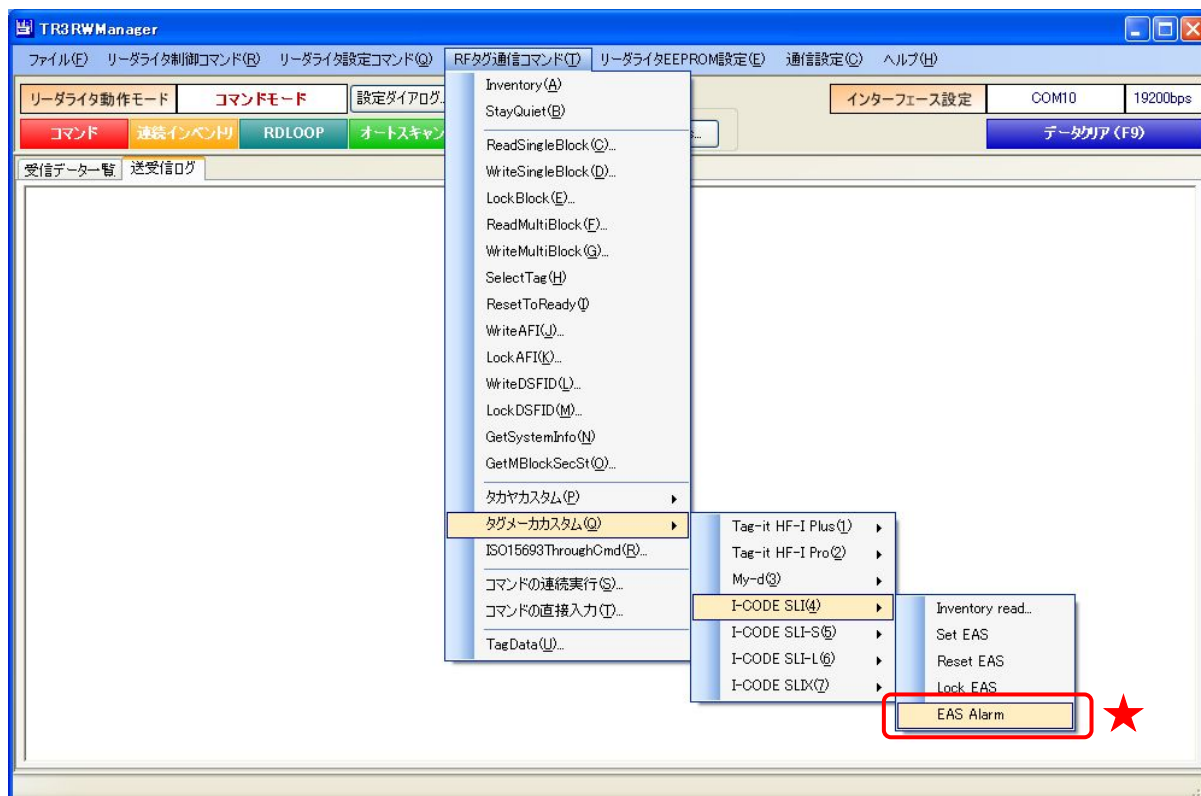 TR3RWManager
ファイル(F) リーダライタ制御コマンド(R) リーダライタ設定コマンド(Q) RFタグ通信コマンド(T) リーダライタEEPROM設定(E) 通信設定(C) ヘルプ(H)
リーダライタ動作モード コマンドモード 設定ダイアログ インターフェース設定 COM10 19200bps
コマンド 連続インベントリ RDLOOP オートスキャン データクリア (F9)
受信データ一覧 送受信ログ
Inventory(A)
StayQuiet(B)
ReadSingleBlock(C)...
WriteSingleBlock(D)...
LockBlock(E)...
ReadMultiBlock(F)...
WriteMultiBlock(G)...
SelectTag(H)
ResetToReady(I)
WriteAFI(J)...
LockAFI(K)...
WriteDSFID(L)...
LockDSFID(M)...
GetSystemInfo(N)
GetMBlockSecSt(O)...
タカヤカスタム(P)
タグメーカカスタム(Q)
ISO15693ThroughCmd(R)...
コマンドの連続実行(S)...
コマンドの直接入力(T)...
TagData(U)...
Tag-it HF-I Plus(1)
Tag-it HF-I Pro(2)
My-d(3)
I-CODE SLI(4)
I-CODE SLI-S(5)
I-CODE SLI-L(6)
I-CODE SLIX(7)
Inventory read...
Set EAS
Reset EAS
Lock EAS
EAS Alarm